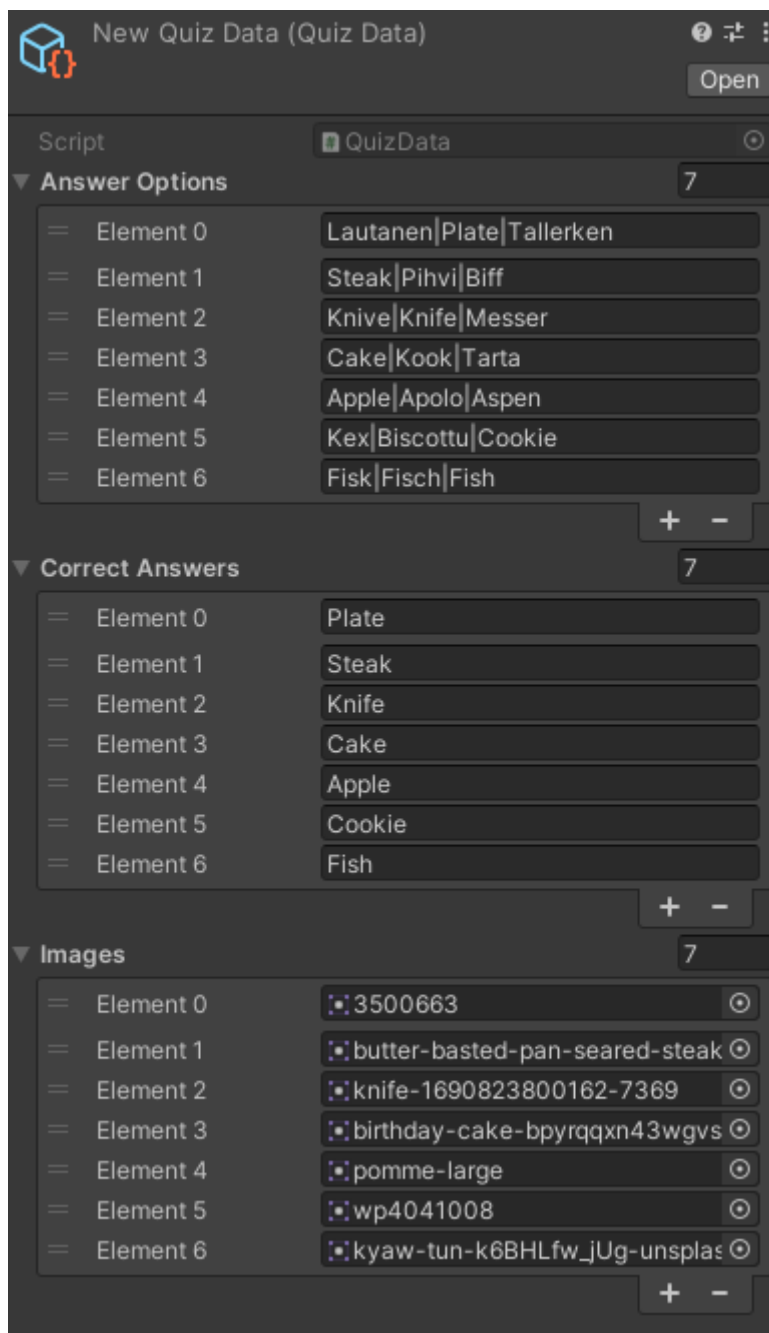 New Quiz Data (Quiz Data)
Open
Script QuizData
Answer Options 7
Element 0 Lautanen|Plate|Tallerken
Element 1 Steak|Pihvi|Biff
Element 2 Knive|Knife|Messer
Element 3 Cake|Kook|Tarta
Element 4 Apple|Apolo|Aspen
Element 5 Kex|Biscottu|Cookie
Element 6 Fisk|Fisch|Fish
+ -
Correct Answers 7
Element 0 Plate
Element 1 Steak
Element 2 Knife
Element 3 Cake
Element 4 Apple
Element 5 Cookie
Element 6 Fish
+ -
Images 7
Element 0 3500663
Element 1 butter-basted-pan-seared-steak
Element 2 knife-1690823800162-7369
Element 3 birthday-cake-bpyrqqxn43wgvs
Element 4 pomme-large
Element 5 wp4041008
Element 6 kyaw-tun-k6BHLfw_jUg-unsplas
+ -